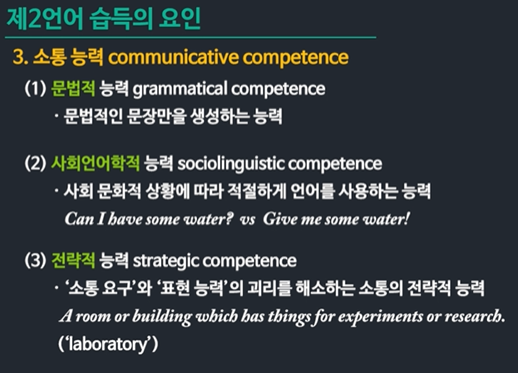 제2언어 습득의 요인
3. 소통 능력 communicative competence
(1) 문법적 능력 grammatical competence
· 문법적인 문장만을 생성하는 능력
(2) 사회언어학적 능력 sociolinguistic competence
· 사회 문화적 상황에 따라 적절하게 언어를 사용하는 능력
Can I have some water? vs Give me some water!
(3) 전략적 능력 strategic competence
· ‘소통 요구’와 ‘표현 능력’의 괴리를 해소하는 소통의 전략적 능력
A room or building which has things for experiments or research.
(‘laboratory’)